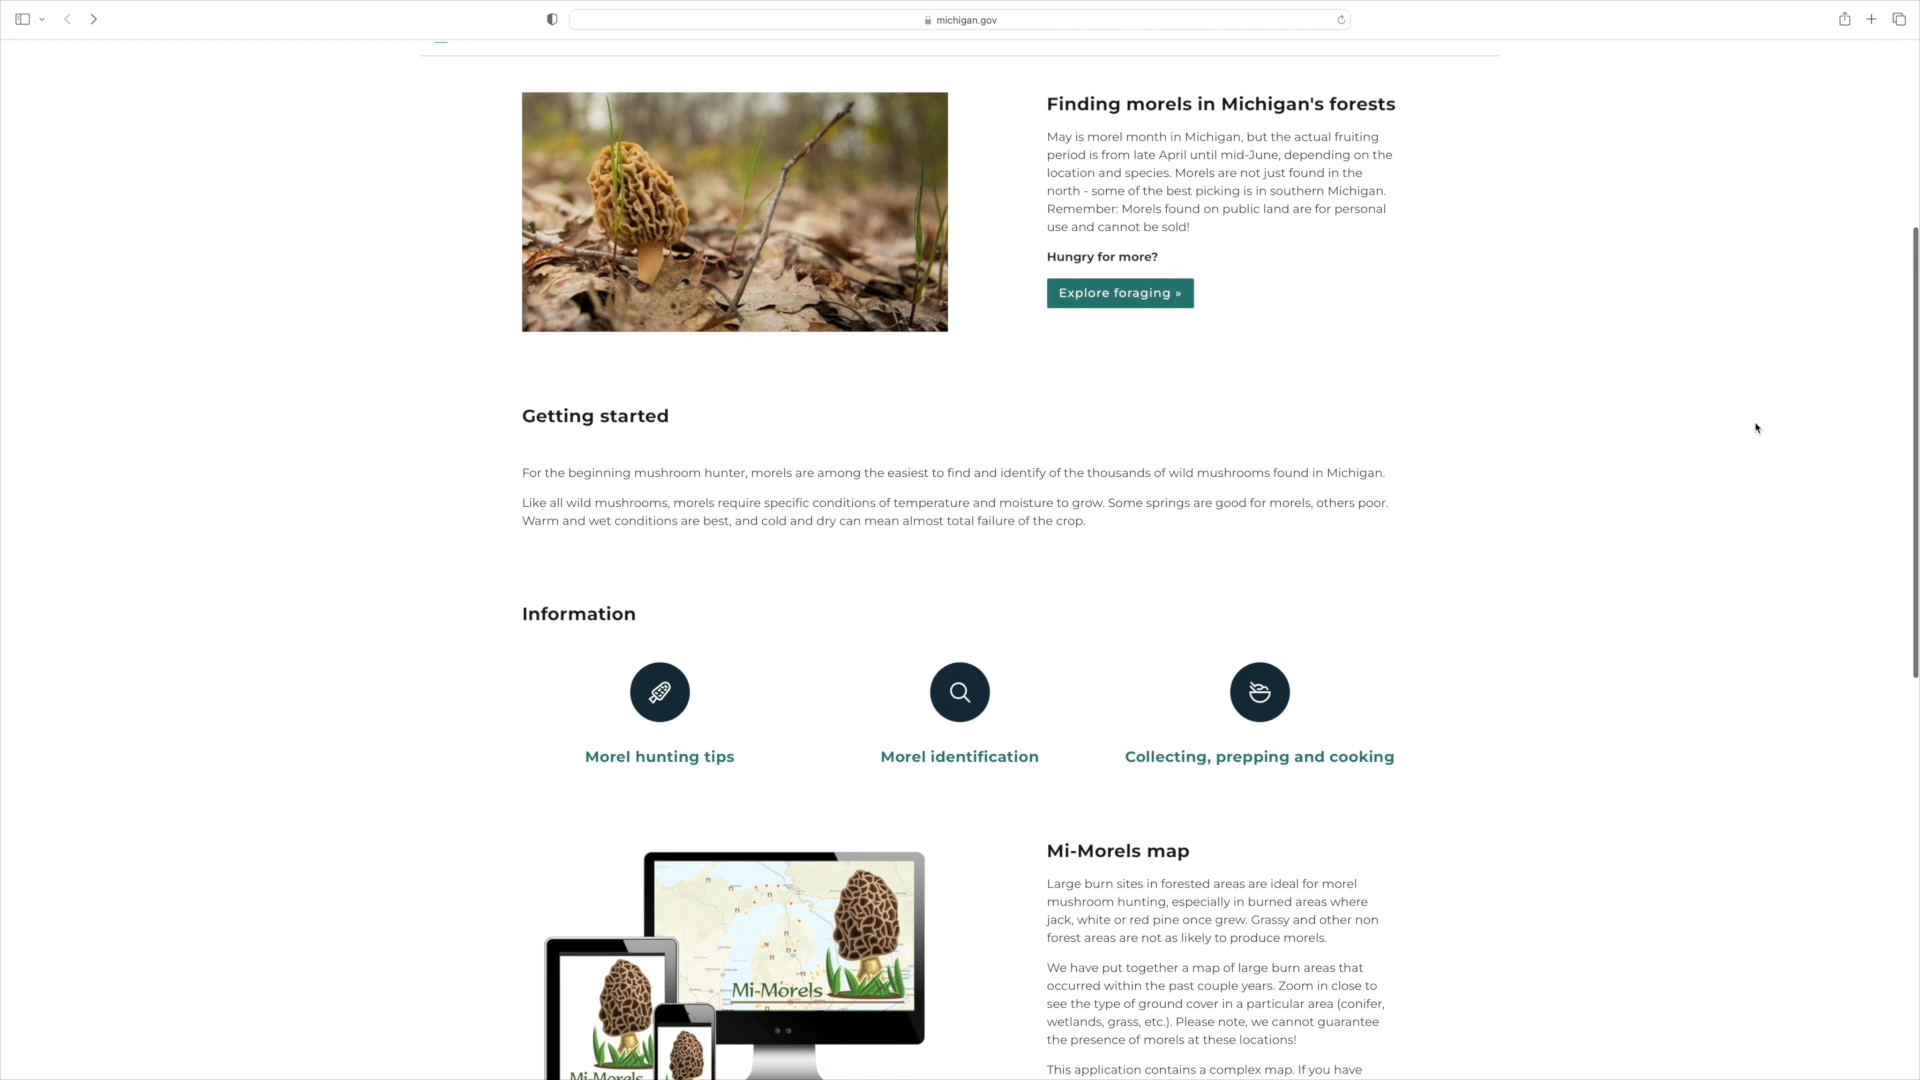 michigan.gov
Finding morels in Michigan's forests
May is morel month in Michigan, but the actual fruiting
period is from late April until mid-June, depending on the
location and species. Morels are not just found in the
north - some of the best picking is in southern Michigan.
Remember: Morels found on public land are for personal
use and cannot be sold!
Hungry for more?
Explore foraging »
Getting started
For the beginning mushroom hunter, morels are among the easiest to find and identify of the thousands of wild mushrooms found in Michigan.
Like all wild mushrooms, morels require specific conditions of temperature and moisture to grow. Some springs are good for morels, others poor.
Warm and wet conditions are best, and cold and dry can mean almost total failure of the crop.
Information
Morel hunting tips
Morel identification
Collecting, prepping and cooking
Mi-Morels
Mi-Morels
Mi-Morels map
Large burn sites in forested areas are ideal for morel
mushroom hunting, especially in burned areas where
jack, white or red pine once grew. Grassy and other non
forest areas are not as likely to produce morels.
We have put together a map of large burn areas that
occurred within the past couple years. Zoom in close to
see the type of ground cover in a particular area (conifer,
wetlands, grass, etc.). Please note, we cannot guarantee
the presence of morels at these locations!
This application contains a complex map. If you have